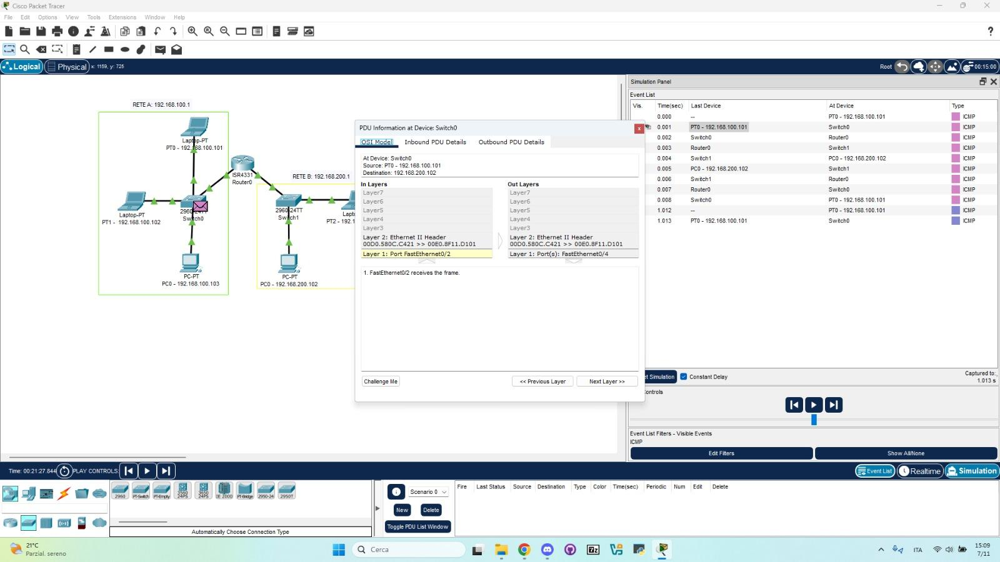 Cisco Packet Tracer
File Edit Options View Tools Extensions Window Help
?
Logical Physical x: 1159, y: 725
Root 00:15:00
RETE A: 192.168.100.1
Laptop-PT
PT0 - 192.168.100.101
ISR4331
Router0
RETE B: 192.168.200.1
Laptop-PT
PT1 - 192.168.100.102
2960-24TT
Switch0
2960-24TT
Switch1
PT2 - 192.1
PC-PT
PC0 - 192.168.100.103
PC-PT
PC0 - 192.168.200.102
PDU Information at Device: Switch0
OSI Model Inbound PDU Details Outbound PDU Details
At Device: Switch0
Source: PT0 - 192.168.100.101
Destination: 192.168.200.102
In Layers Out Layers
Layer7 Layer7
Layer6 Layer6
Layer5 Layer5
Layer4 Layer4
Layer3 Layer3
Layer 2: Ethernet II Header Layer 2: Ethernet II Header
00D0.580C.C421 >> 00E0.8F11.D101 00D0.580C.C421 >> 00E0.8F11.D101
Layer 1: Port FastEthernet0/2 Layer 1: Port(s): FastEthernet0/4
1. FastEthernet0/2 receives the frame.
Challenge Me << Previous Layer Next Layer >>
Simulation Panel
Event List
Vis. Time(sec) Last Device At Device Type
0.000 -- PT0 - 192.168.100.101 ICMP
0.001 PT0 - 192.168.100.101 Switch0 ICMP
0.002 Switch0 Router0 ICMP
0.003 Router0 Switch1 ICMP
0.004 Switch1 PC0 - 192.168.200.102 ICMP
0.005 PC0 - 192.168.200.102 Switch1 ICMP
0.006 Switch1 Router0 ICMP
0.007 Router0 Switch0 ICMP
0.008 Switch0 PT0 - 192.168.100.101 ICMP
1.012 -- PT0 - 192.168.100.101 ICMP
1.013 PT0 - 192.168.100.101 Switch0 ICMP
et Simulation Constant Delay Captured to:
1.013 s
ontrols
Event List Filters - Visible Events
ICMP
Edit Filters Show All/None
Time: 00:21:27.844 PLAY CONTROLS: Event List Realtime Simulation
2960 PT-Switch PT-Empty 3560 24PS 3650 24PS IE 2000 PT-Bridge 2950-24 2950T
Automatically Choose Connection Type
Scenario 0
New Delete
Toggle PDU List Window
Fire Last Status Source Destination Type Color Time(sec) Periodic Num Edit Delete
21°C
Parzial. sereno
Cerca
7z
ITA
15:09
7/11